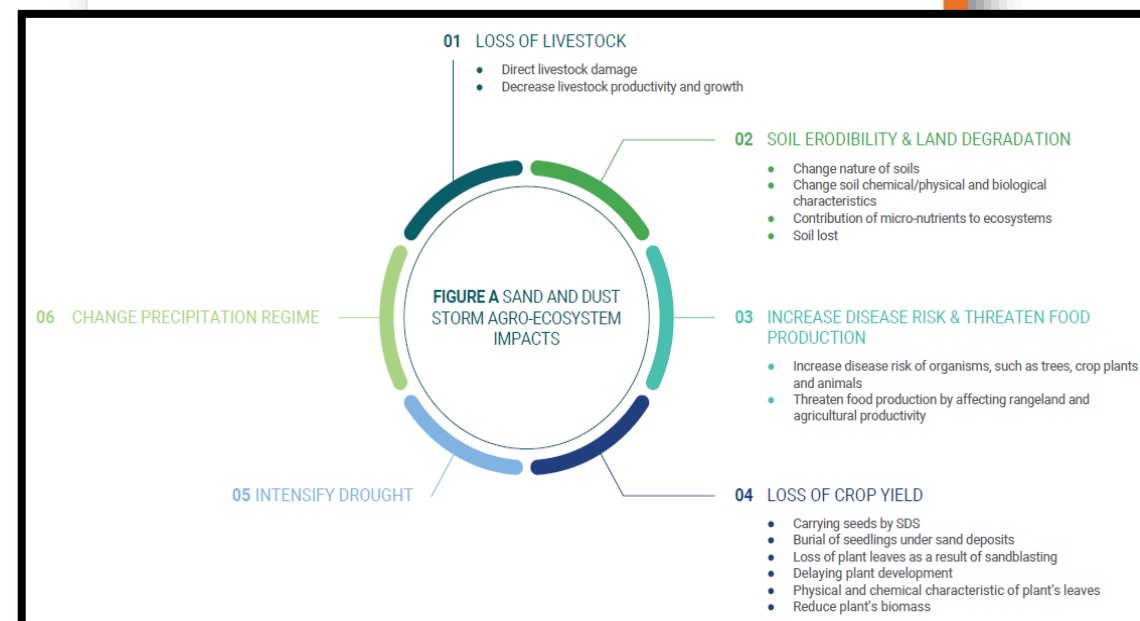 01 LOSS OF LIVESTOCK
● Direct livestock damage
● Decrease livestock productivity and growth
02 SOIL ERODIBILITY & LAND DEGRADATION
● Change nature of soils
● Change soil chemical/physical and biological
characteristics
● Contribution of micro-nutrients to ecosystems
● Soil lost
FIGURE A SAND AND DUST
STORM AGRO-ECOSYSTEM
IMPACTS
03 INCREASE DISEASE RISK & THREATEN FOOD
PRODUCTION
● Increase disease risk of organisms, such as trees, crop plants
and animals
● Threaten food production by affecting rangeland and
agricultural productivity
04 LOSS OF CROP YIELD
● Carrying seeds by SDS
● Burial of seedlings under sand deposits
● Loss of plant leaves as a result of sandblasting
● Delaying plant development
● Physical and chemical characteristic of plant's leaves
● Reduce plant's biomass
05 INTENSIFY DROUGHT
06 CHANGE PRECIPITATION REGIME